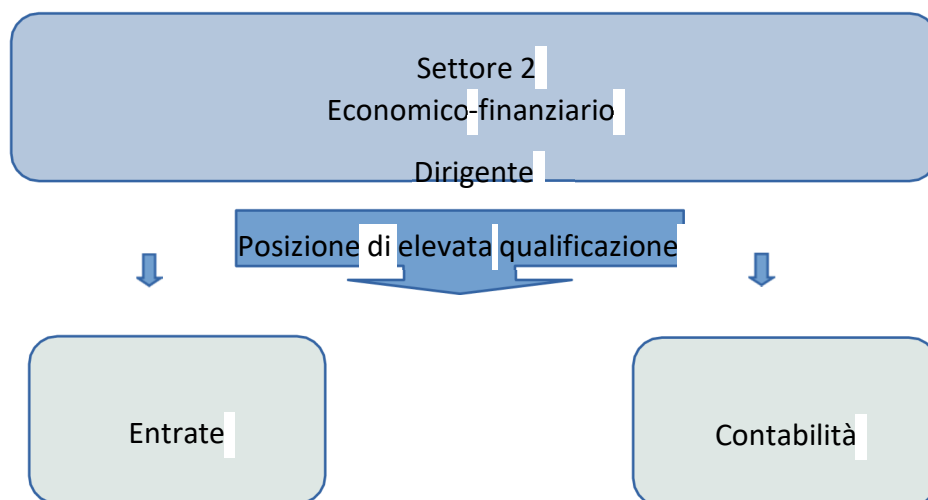 Settore 2
Economico-finanziario
Dirigente
Posizione di elevata qualificazione
Entrate
Contabilità